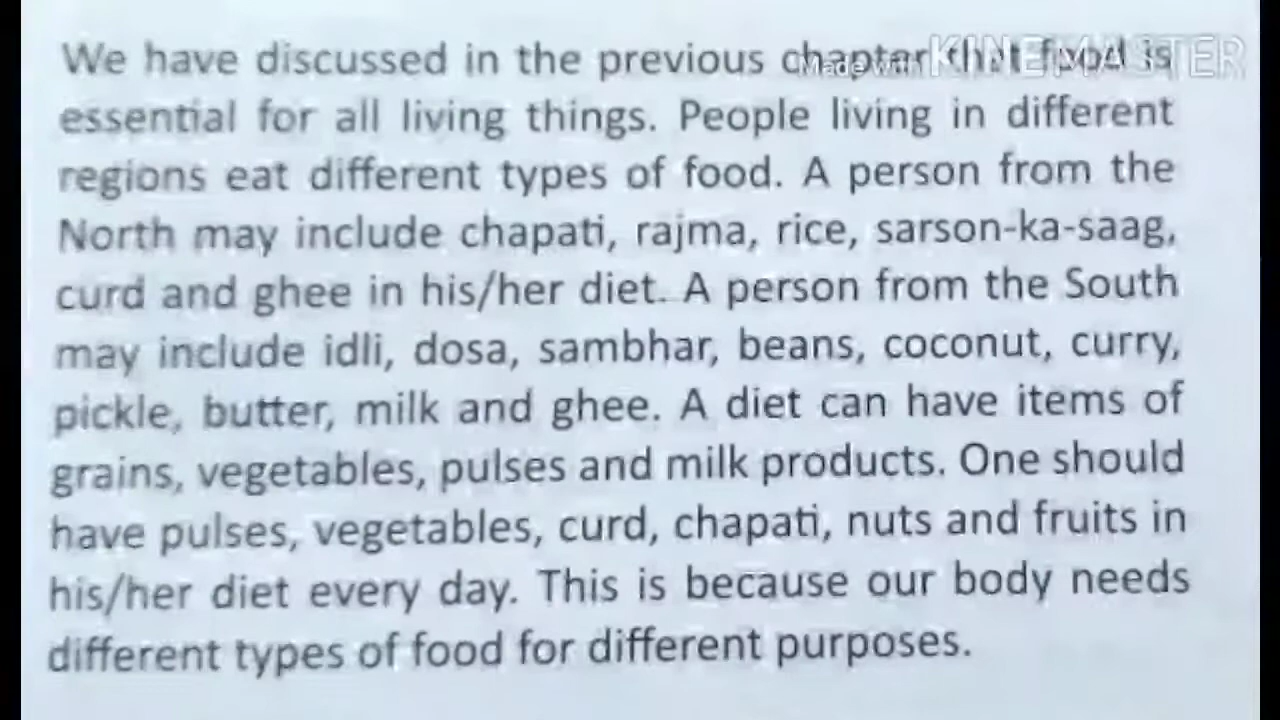 We have discussed in the previous chapter that food is
Made with KINEMASTER
essential for all living things. People living in different
regions eat different types of food. A person from the
North may include chapati, rajma, rice, sarson-ka-saag,
curd and ghee in his/her diet. A person from the South
may include idli, dosa, sambhar, beans, coconut, curry,
pickle, butter, milk and ghee. A diet can have items of
grains, vegetables, pulses and milk products. One should
have pulses, vegetables, curd, chapati, nuts and fruits in
his/her diet every day. This is because our body needs
different types of food for different purposes.